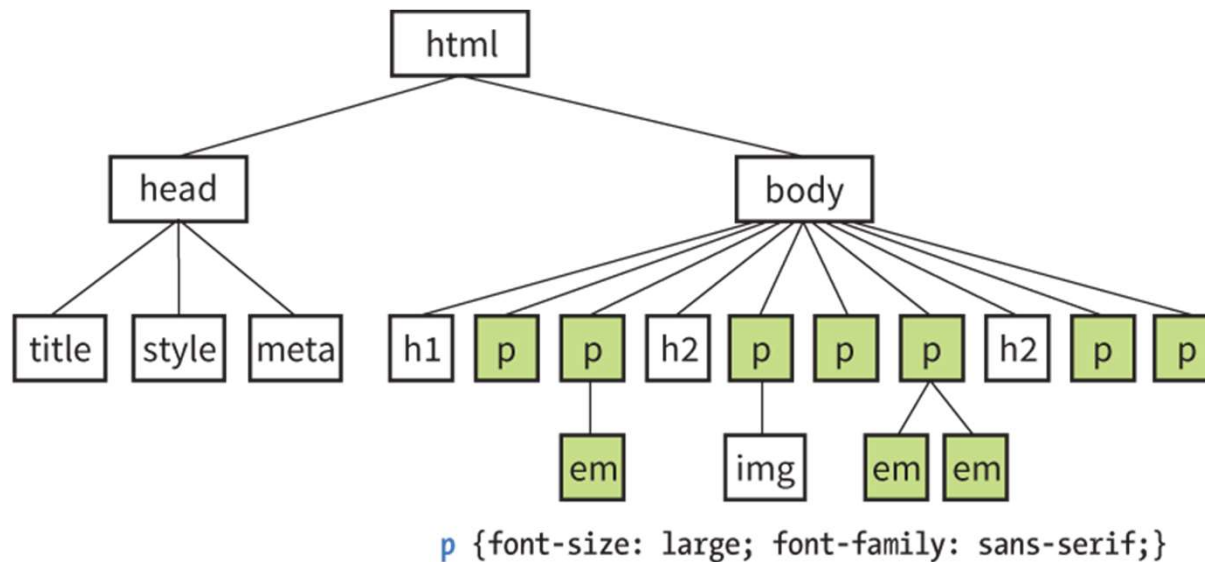 html
head body
title style meta h1 p p h2 p p p h2 p p
em img em em
p {font-size: large; font-family: sans-serif;}